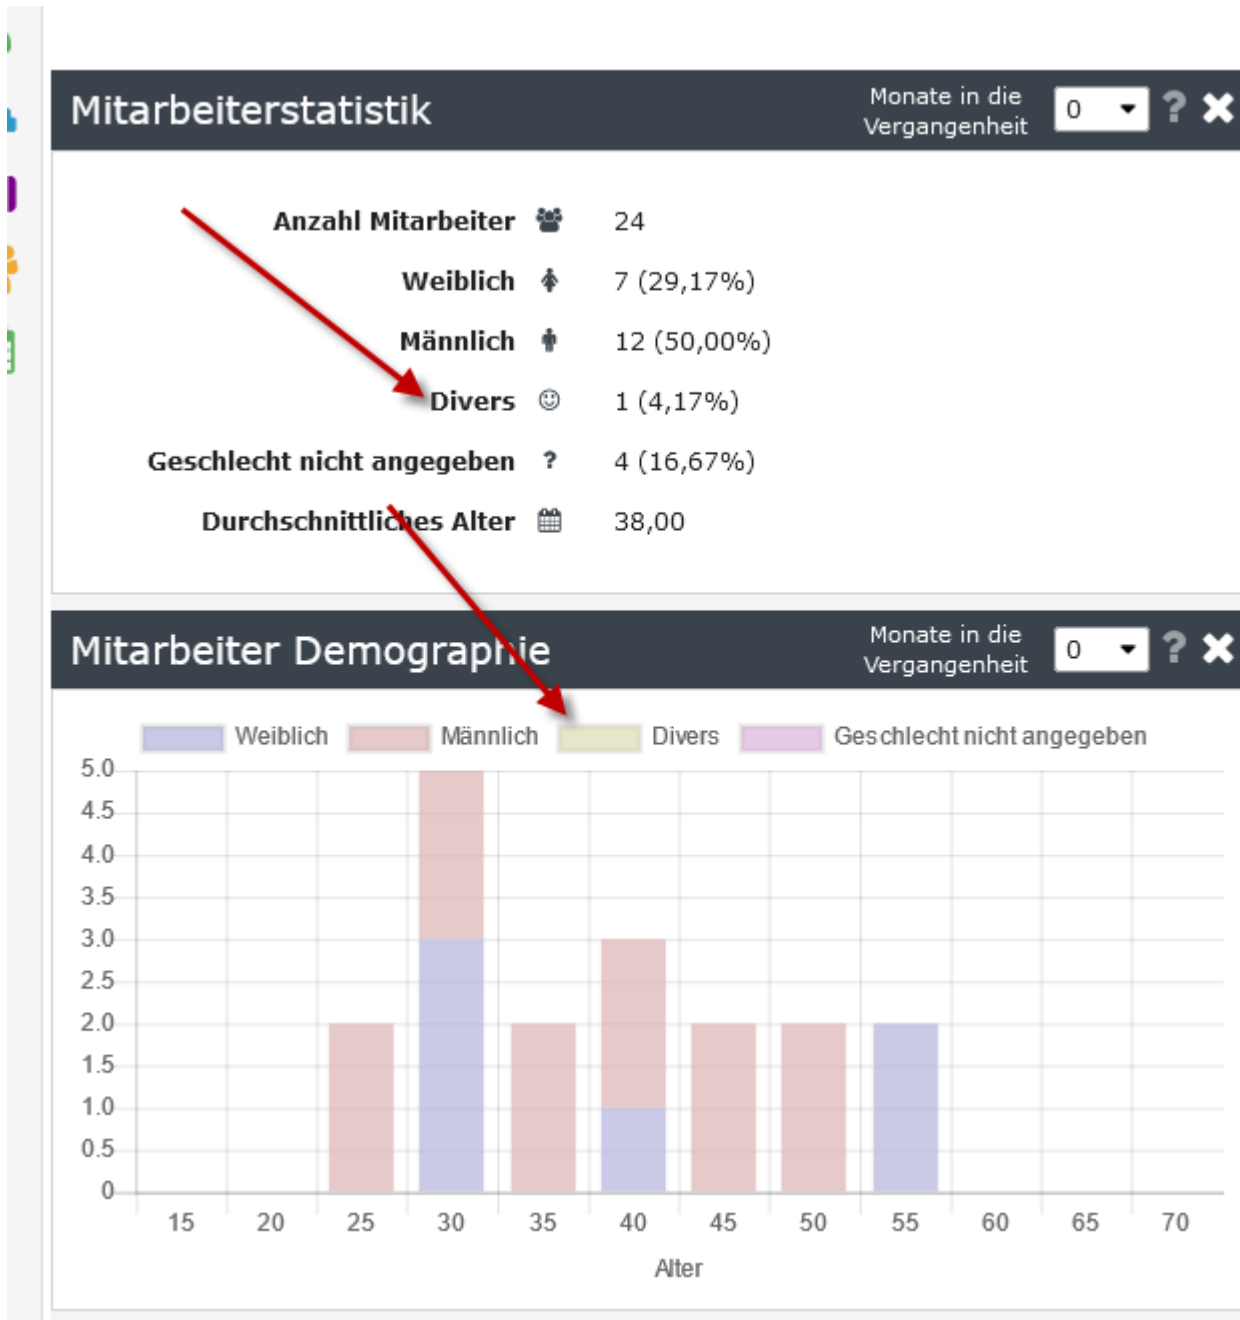 Mitarbeiterstatistik
Monate in die
Vergangenheit
0
?
Anzahl Mitarbeiter 24
Weiblich 7 (29,17%)
Männlich 12 (50,00%)
Divers 1 (4,17%)
Geschlecht nicht angegeben ? 4 (16,67%)
Durchschnittliches Alter 38,00
Mitarbeiter Demographie
Monate in die
Vergangenheit
0
?
Weiblich Männlich Divers Geschlecht nicht angegeben
5.0
4.5
4.0
3.5
3.0
2.5
2.0
1.5
1.0
0.5
0
15 20 25 30 35 40 45 50 55 60 65 70
Alter